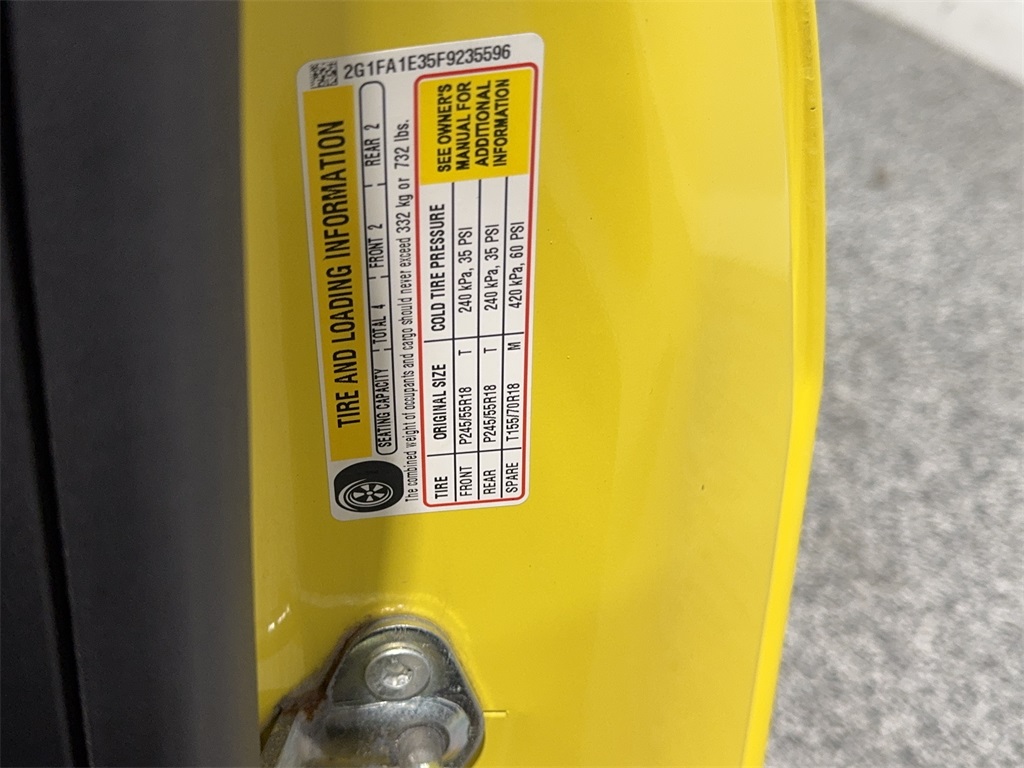 2G1FA1E35F9235596
TIRE AND LOADING INFORMATION
SEATING CAPACITY TOTAL 4 FRONT 2 REAR 2
The combined weight of occupants and cargo should never exceed 332 kg or 732 lbs.
TIRE ORIGINAL SIZE COLD TIRE PRESSURE
FRONT P245/55R18 T 240 kPa, 35 PSI
REAR P245/55R18 T 240 kPa, 35 PSI
SPARE T155/70R18 M 420 kPa, 60 PSI
SEE OWNER'S
MANUAL FOR
ADDITIONAL
INFORMATION